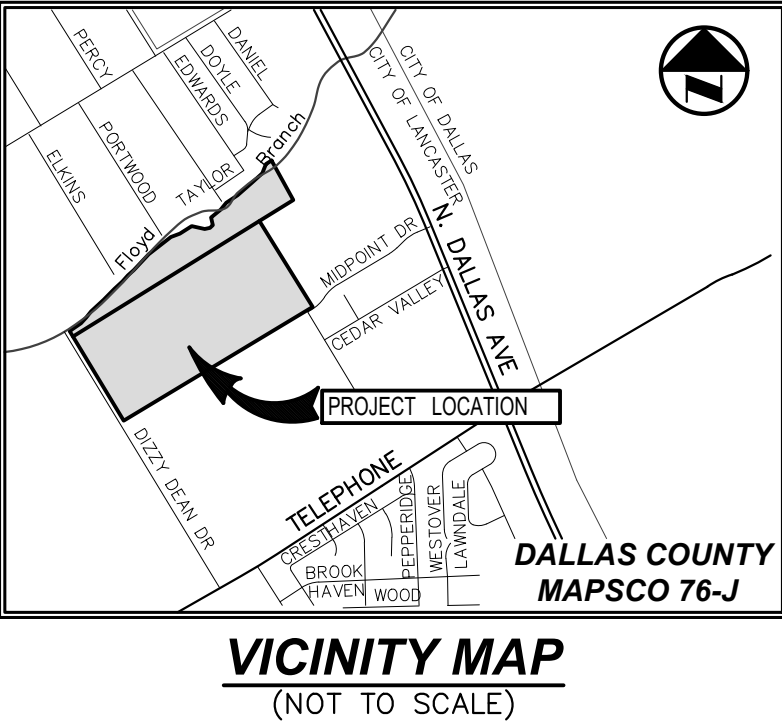 PERCY
DANIEL
DOYLE
EDWARDS
PORTWOOD
ELKINS
TAYLOR
Floyd Branch
CITY OF DALLAS
CITY OF LANCASTER
N
N. DALLAS AVE
MIDPOINT DR
CEDAR VALLEY
PROJECT LOCATION
DIZZY DEAN DR
TELEPHONE
CRESTHAVEN
PEPPERIDGE
WESTOVER
LAWNDALE
BROOK
HAVEN
WOOD
DALLAS COUNTY
MAPSCO 76-J
VICINITY MAP
(NOT TO SCALE)